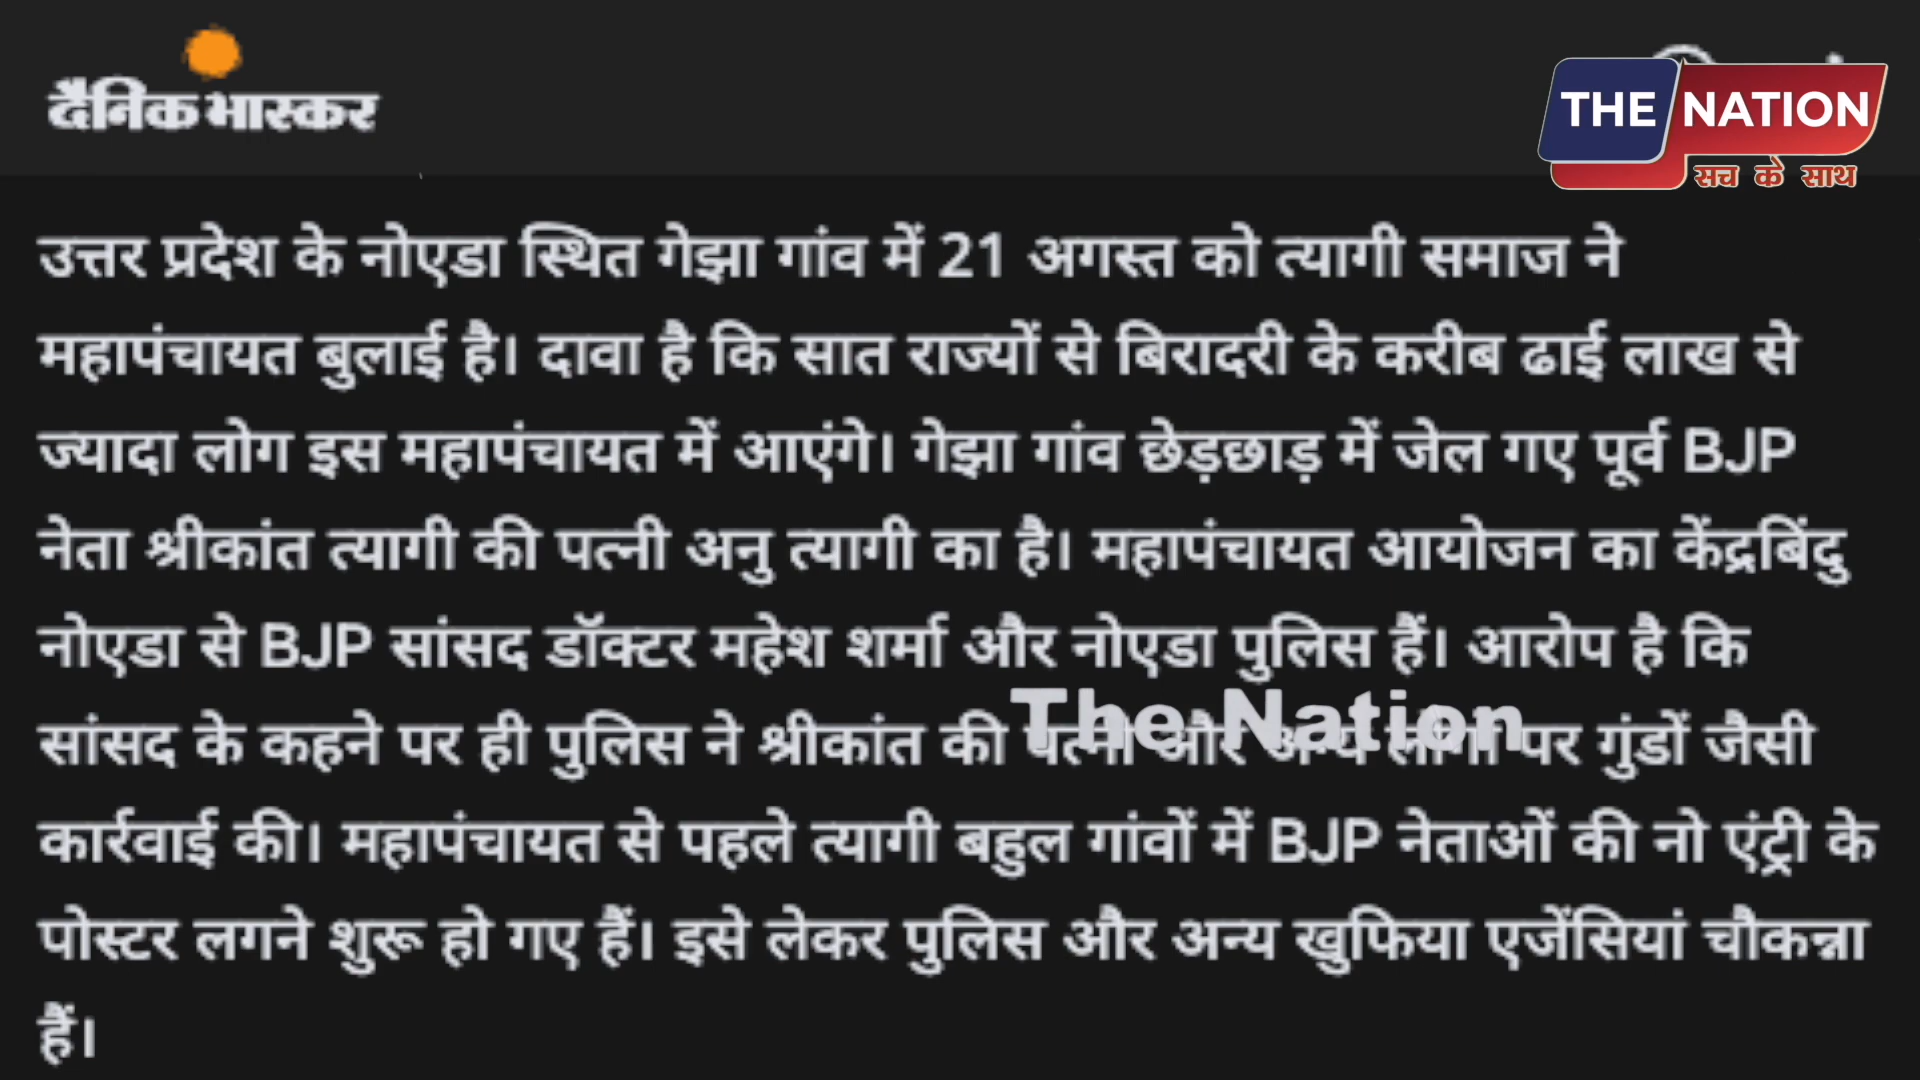 दैनिक भास्कर
THE NATION
सच के साथ
उत्तर प्रदेश के नोएडा स्थित गेझा गांव में 21 अगस्त को त्यागी समाज ने
महापंचायत बुलाई है। दावा है कि सात राज्यों से बिरादरी के करीब ढाई लाख से
ज्यादा लोग इस महापंचायत में आएंगे। गेझा गांव छेड़छाड़ में जेल गए पूर्व BJP
नेता श्रीकांत त्यागी की पत्नी अनु त्यागी का है। महापंचायत आयोजन का केंद्रबिंदु
नोएडा से BJP सांसद डॉक्टर महेश शर्मा और नोएडा पुलिस हैं। आरोप है कि
The Nation
सांसद के कहने पर ही पुलिस ने श्रीकांत की पत्नी और अन्य लोगों पर गुंडों जैसी
कार्रवाई की। महापंचायत से पहले त्यागी बहुल गांवों में BJP नेताओं की नो एंट्री के
पोस्टर लगने शुरू हो गए हैं। इसे लेकर पुलिस और अन्य खुफिया एजेंसियां चौकन्ना
हैं।